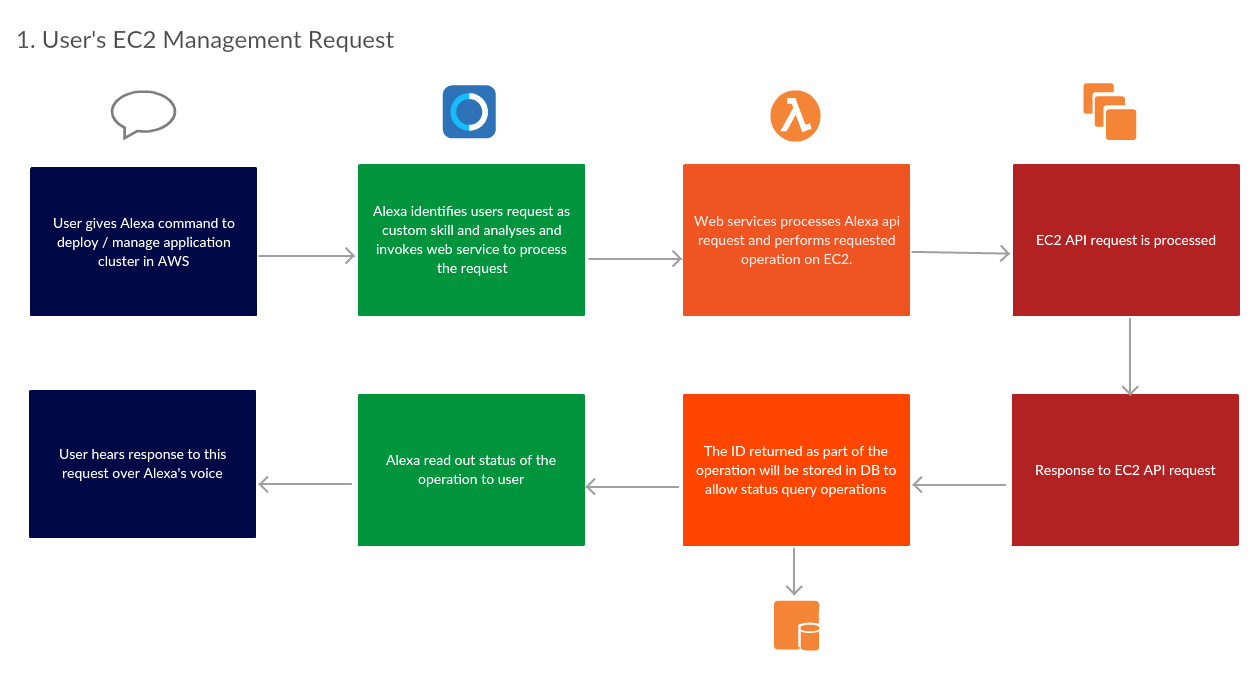 1. User's EC2 Management Request
User gives Alexa command to
deploy / manage application
cluster in AWS
Alexa identifies users request as
custom skill and analyses and
invokes web service to process
the request
Web services processes Alexa api
request and performs requested
operation on EC2.
EC2 API request is processed
User hears response to this
request over Alexa's voice
Alexa read out status of the
operation to user
The ID returned as part of the
operation will be stored in DB to
allow status query operations
Response to EC2 API request